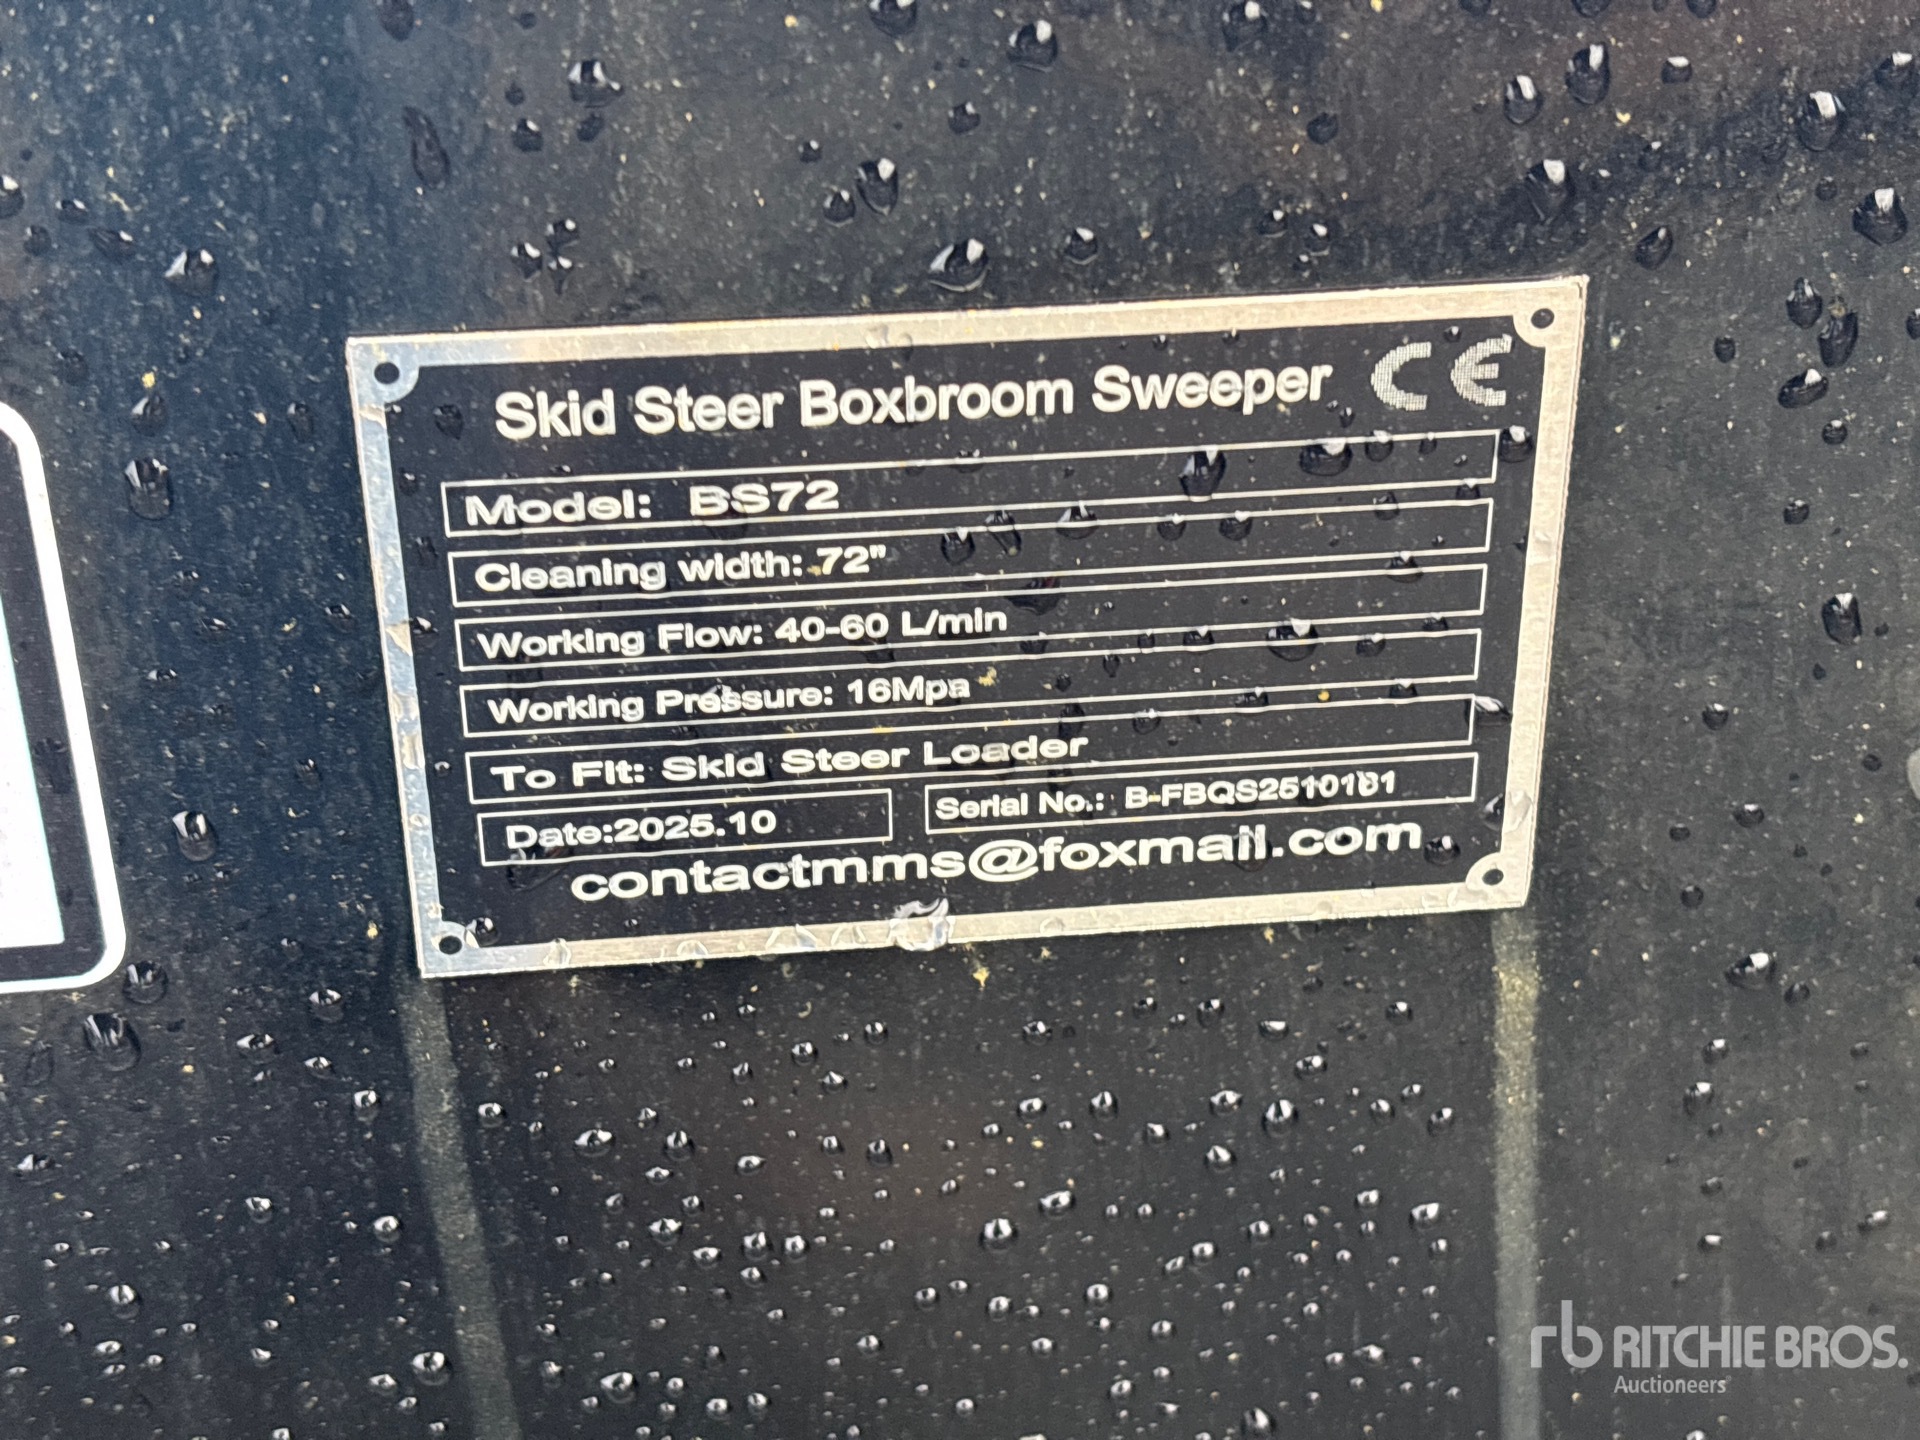 Skid Steer Boxbroom Sweeper CE
Model: BS72
Cleaning width: 72"
Working Flow: 40-60 L/min
Working Pressure: 16Mpa
To Fit: Skid Steer Loader
Date:2025.10
Serial No.:
contactmms@foxmail.com
rb RITCHIE BROS.
Auctioneers